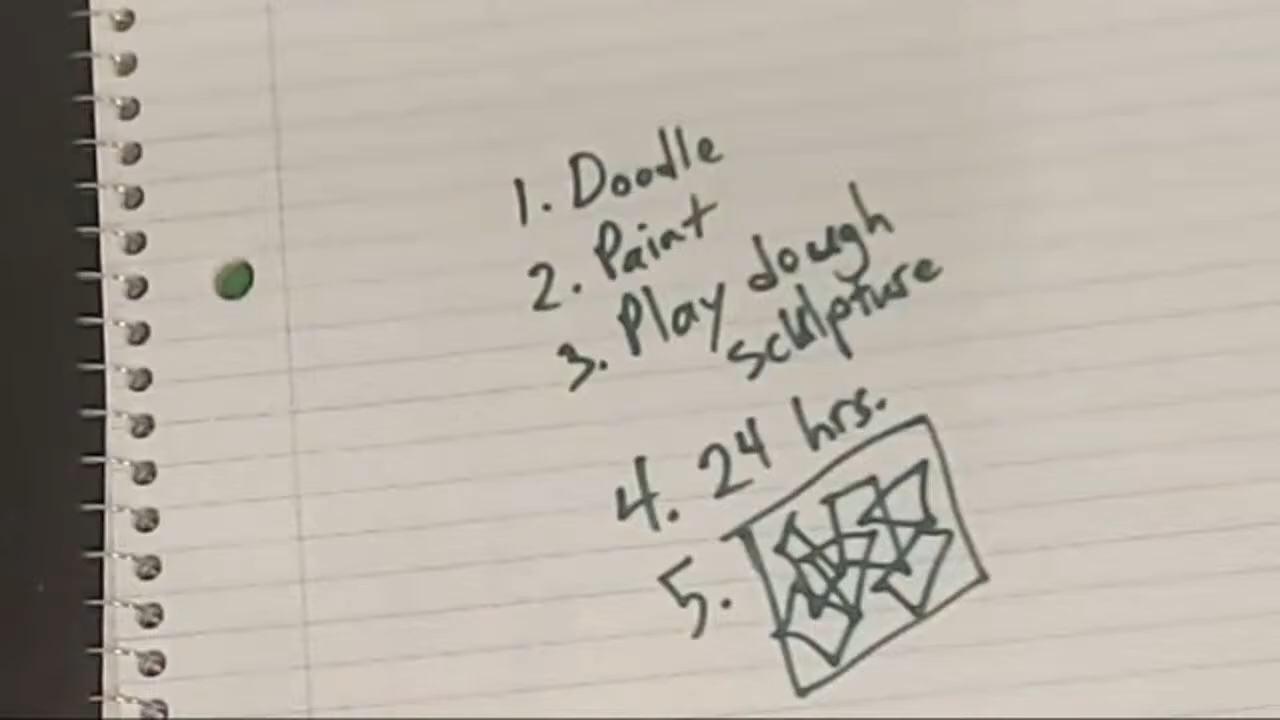 1. Doodle
2. Paint
3. Play dough
sculpture
4. 24 hrs.
5.